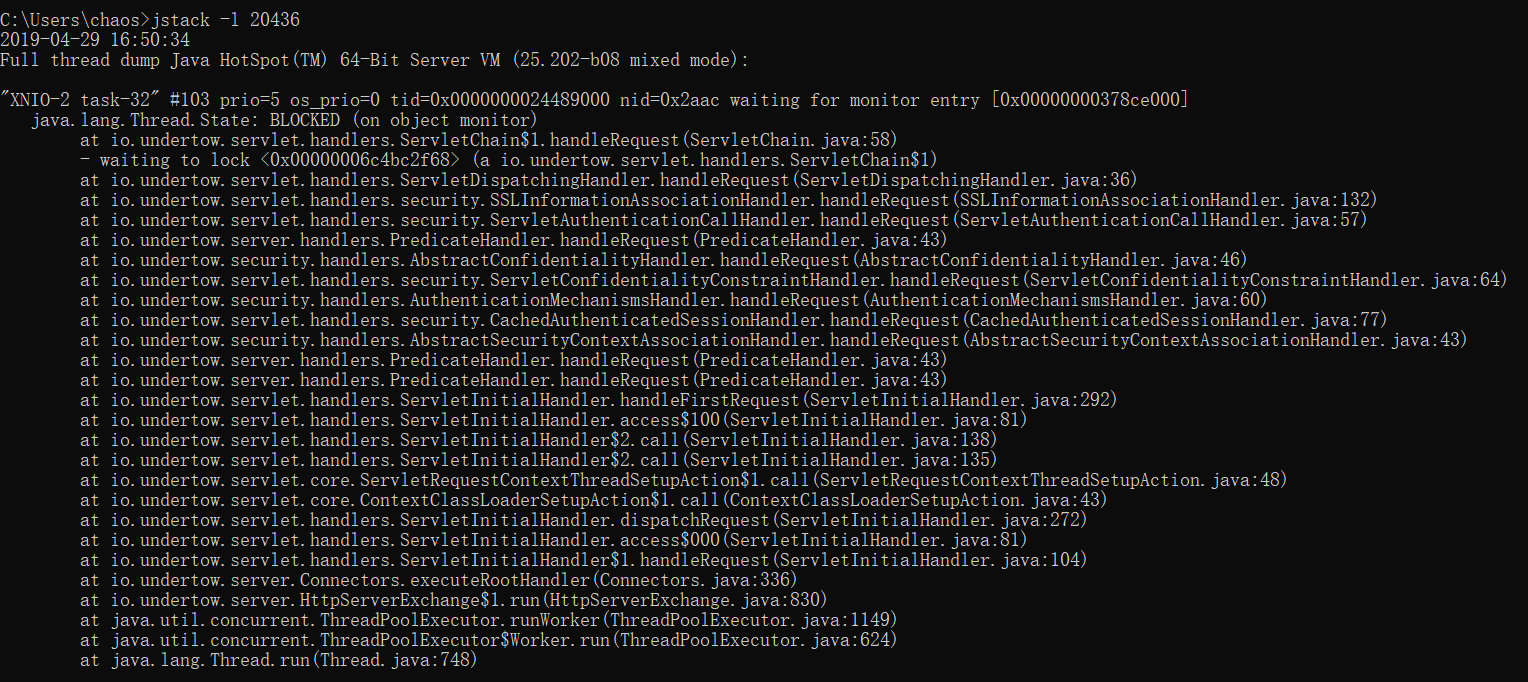 C:\Users\chaos>jstack -l 20436
2019-04-29 16:50:34
Full thread dump Java HotSpot(TM) 64-Bit Server VM (25.202-b08 mixed mode):
"XNIO-2 task-32" #103 prio=5 os_prio=0 tid=0x0000000024489000 nid=0x2aac waiting for monitor entry [0x00000000378ce000]
java.lang.Thread.State: BLOCKED (on object monitor)
at io.undertow.servlet.handlers.ServletChain$1.handleRequest(ServletChain.java:58)
- waiting to lock <0x00000006c4bc2f68> (a io.undertow.servlet.handlers.ServletChain$1)
at io.undertow.servlet.handlers.ServletDispatchingHandler.handleRequest(ServletDispatchingHandler.java:36)
at io.undertow.servlet.handlers.security.SSLInformationAssociationHandler.handleRequest(SSLInformationAssociationHandler.java:132)
at io.undertow.servlet.handlers.security.ServletAuthenticationCallHandler.handleRequest(ServletAuthenticationCallHandler.java:57)
at io.undertow.server.handlers.PredicateHandler.handleRequest(PredicateHandler.java:43)
at io.undertow.security.handlers.AbstractConfidentialityHandler.handleRequest(AbstractConfidentialityHandler.java:46)
at io.undertow.servlet.handlers.security.ServletConfidentialityConstraintHandler.handleRequest(ServletConfidentialityConstraintHandler.java:64)
at io.undertow.security.handlers.AuthenticationMechanismsHandler.handleRequest(AuthenticationMechanismsHandler.java:60)
at io.undertow.servlet.handlers.security.CachedAuthenticatedSessionHandler.handleRequest(CachedAuthenticatedSessionHandler.java:77)
at io.undertow.security.handlers.AbstractSecurityContextAssociationHandler.handleRequest(AbstractSecurityContextAssociationHandler.java:43)
at io.undertow.server.handlers.PredicateHandler.handleRequest(PredicateHandler.java:43)
at io.undertow.server.handlers.PredicateHandler.handleRequest(PredicateHandler.java:43)
at io.undertow.servlet.handlers.ServletInitialHandler.handleFirstRequest(ServletInitialHandler.java:292)
at io.undertow.servlet.handlers.ServletInitialHandler.access$100(ServletInitialHandler.java:81)
at io.undertow.servlet.handlers.ServletInitialHandler$2.call(ServletInitialHandler.java:138)
at io.undertow.servlet.handlers.ServletInitialHandler$2.call(ServletInitialHandler.java:135)
at io.undertow.servlet.core.ServletRequestContextThreadSetupAction$1.call(ServletRequestContextThreadSetupAction.java:48)
at io.undertow.servlet.core.ContextClassLoaderSetupAction$1.call(ContextClassLoaderSetupAction.java:43)
at io.undertow.servlet.handlers.ServletInitialHandler.dispatchRequest(ServletInitialHandler.java:272)
at io.undertow.servlet.handlers.ServletInitialHandler.access$000(ServletInitialHandler.java:81)
at io.undertow.servlet.handlers.ServletInitialHandler$1.handleRequest(ServletInitialHandler.java:104)
at io.undertow.server.Connectors.executeRootHandler(Connectors.java:336)
at io.undertow.server.HttpServerExchange$1.run(HttpServerExchange.java:830)
at java.util.concurrent.ThreadPoolExecutor.runWorker(ThreadPoolExecutor.java:1149)
at java.util.concurrent.ThreadPoolExecutor$Worker.run(ThreadPoolExecutor.java:624)
at java.lang.Thread.run(Thread.java:748)